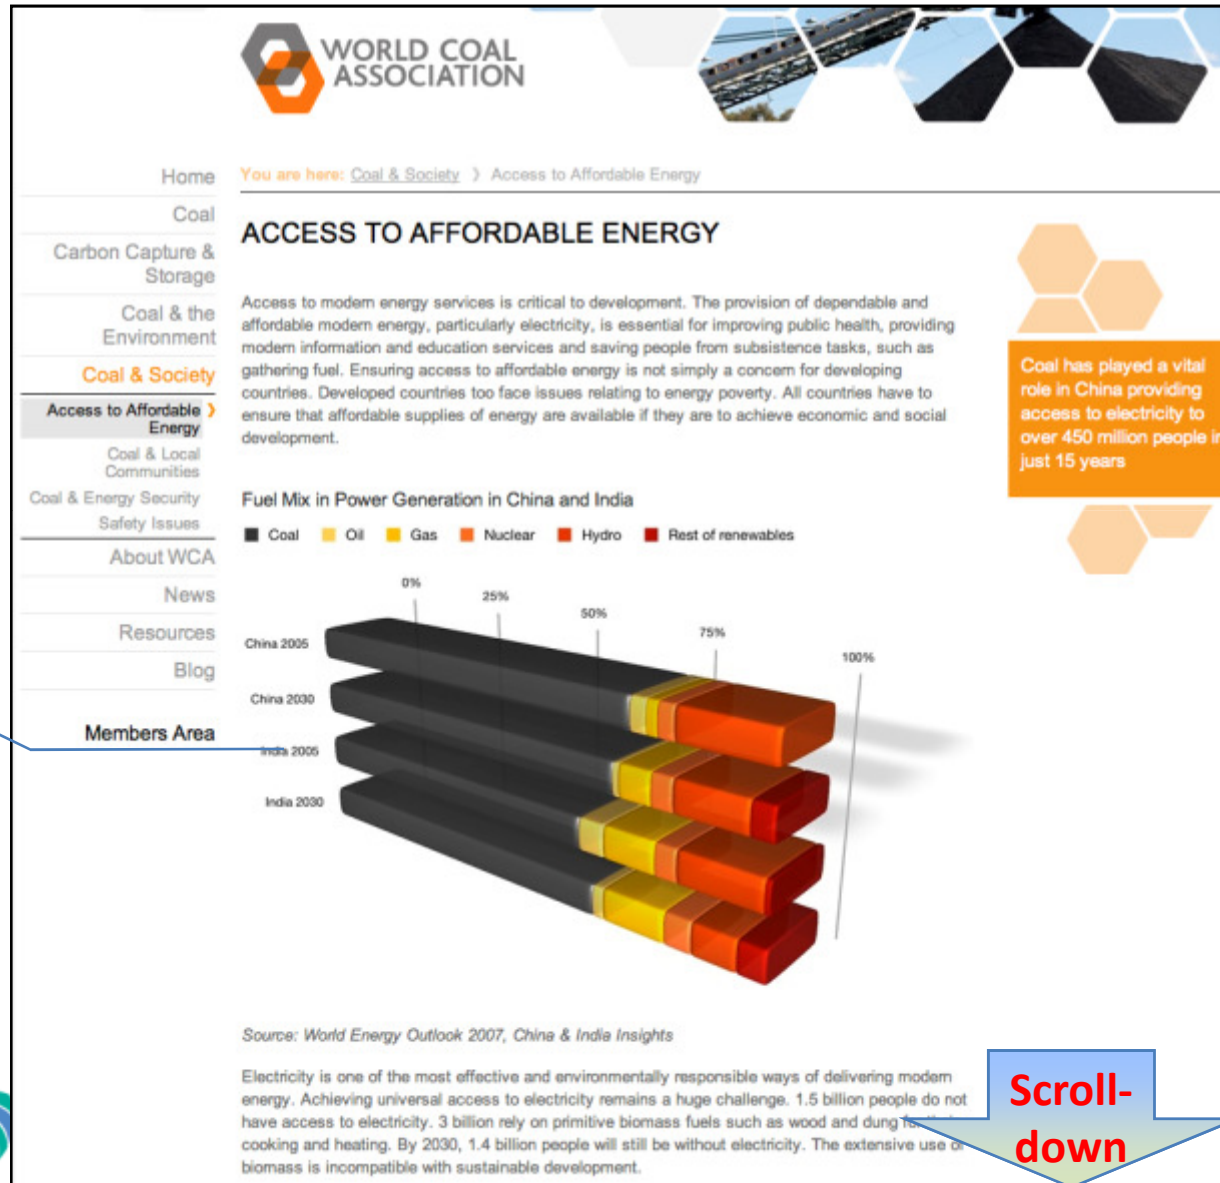 WORLD COAL
ASSOCIATION
Home
Coal
Carbon Capture &
Storage
Coal & the
Environment
Coal & Society
Access to Affordable
Energy
Coal & Local
Communities
Coal & Energy Security
Safety Issues
About WCA
News
Resources
Blog
Members Area
You are here: Coal & Society 》 Access to Affordable Energy
ACCESS TO AFFORDABLE ENERGY
Access to modern energy services is critical to development. The provision of dependable and
affordable modern energy, particularly electricity, is essential for improving public health, providing
modern information and education services and saving people from subsistence tasks, such as
gathering fuel. Ensuring access to affordable energy is not simply a concern for developing
countries. Developed countries too face issues relating to energy poverty. All countries have to
ensure that affordable supplies of energy are available if they are to achieve economic and social
development.
Coal has played a vital
role in China providing
access to electricity to
over 450 million people in
just 15 years
Fuel Mix in Power Generation in China and India
Coal Oil Gas Nuclear Hydro Rest of renewables
0%
25%
50%
75%
100%
China 2005
China 2030
India 2005
India 2030
Source: World Energy Outlook 2007, China & India Insights
Electricity is one of the most effective and environmentally responsible ways of delivering modern
energy. Achieving universal access to electricity remains a huge challenge. 1.5 billion people do not
have access to electricity. 3 billion rely on primitive biomass fuels such as wood and dung for
cooking and heating. By 2030, 1.4 billion people will still be without electricity. The extensive use of
biomass is incompatible with sustainable development.
Scroll-
down